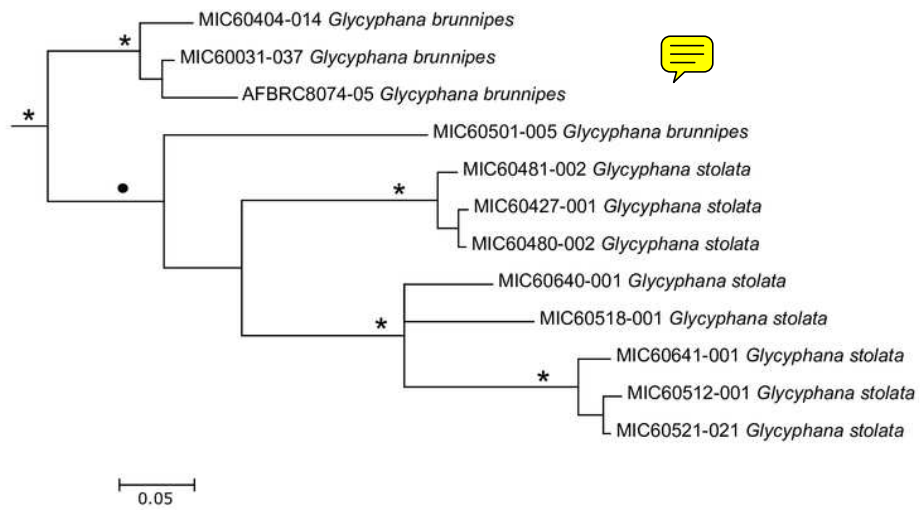 MIC60404-014 Glycyphana brunnipes
*
MIC60031-037 Glycyphana brunnipes
AFBRC8074-05 Glycyphana brunnipes
*
MIC60501-005 Glycyphana brunnipes
MIC60481-002 Glycyphana stolata
*
MIC60427-001 Glycyphana stolata
MIC60480-002 Glycyphana stolata
MIC60640-001 Glycyphana stolata
MIC60518-001 Glycyphana stolata
*
MIC60641-001 Glycyphana stolata
*
MIC60512-001 Glycyphana stolata
MIC60521-021 Glycyphana stolata
0.05